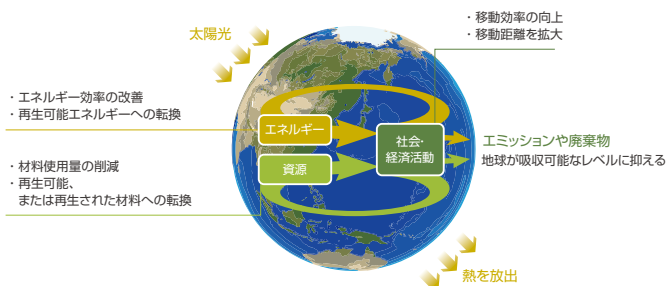 太陽光
・移動効率の向上
・移動距離を拡大
・エネルギー効率の改善
・再生可能エネルギーへの転換
エネルギー
社会・
経済活動
エミッションや廃棄物
地球が吸収可能なレベルに抑える
・材料使用量の削減
・再生可能、
または再生された材料への転換
資源
熱を放出